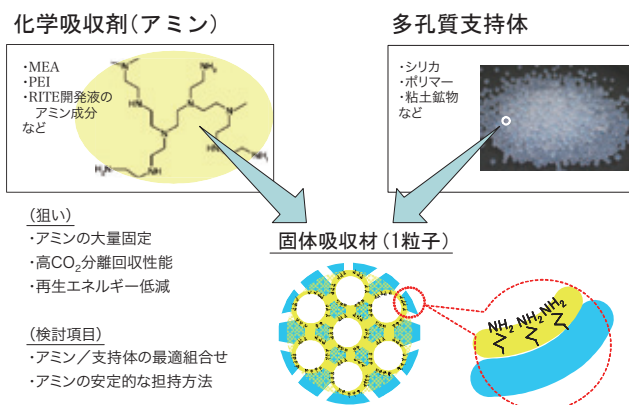 化学吸収剤(アミン)
・MEA
・PEI
・RITE開発液の
アミン成分
など
NH2
N
NH
N
N
NH
N
NH
H2N
NH
NH
NH2
多孔質支持体
・シリカ
・ポリマー
・粘土鉱物
など
(狙い)
・アミンの大量固定
・高CO2分離回収性能
・再生エネルギー低減
(検討項目)
・アミン／支持体の最適組合せ
・アミンの安定的な担持方法
固体吸収材(1粒子)
NH2 NH2 NH2